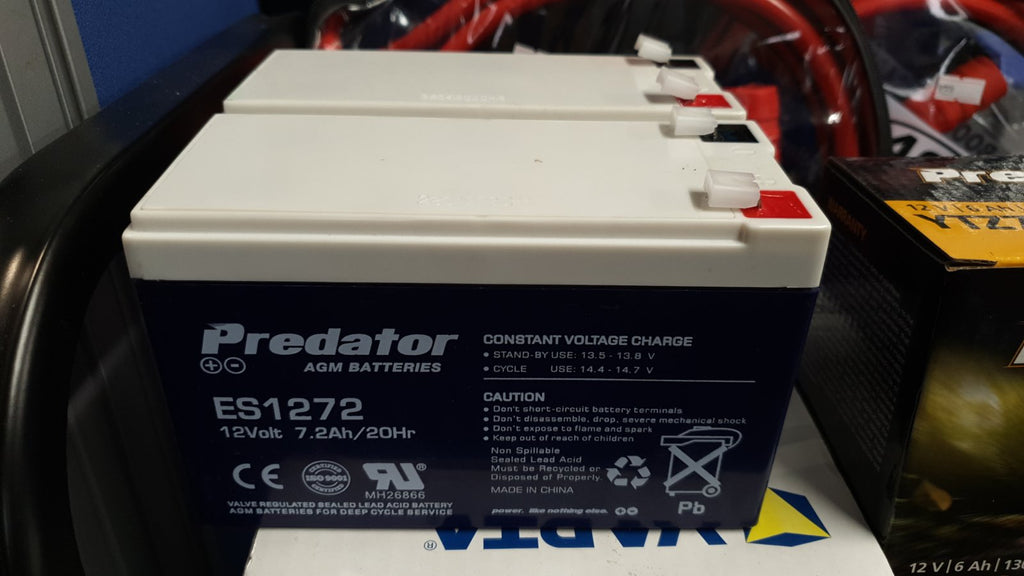 Predator
AGM BATTERIES
ES1272
12Volt 7.2Ah/20Hr
CE
CERTIFIED
ISO 9001
MH26866
VALVE REGULATED SEALED LEAD ACID BATTERY
AGM BATTERIES FOR DEEP CYCLE SERVICE
CONSTANT VOLTAGE CHARGE
• STAND-BY USE: 13.5 - 13.8 V
• CYCLE USE: 14.4 - 14.7 V
CAUTION
• Don't short-circuit battery terminals
• Don't disassemble, drop, severe mechanical shock
• Don't expose to flame and spark
• Keep out of reach of children
Non Spillable
Sealed Lead Acid
Must be Recycled or
Disposed of Properly.
MADE IN CHINA
power. like nothing else.
Pb
VARTA®
WARRANTY
12 V | 6 Ah